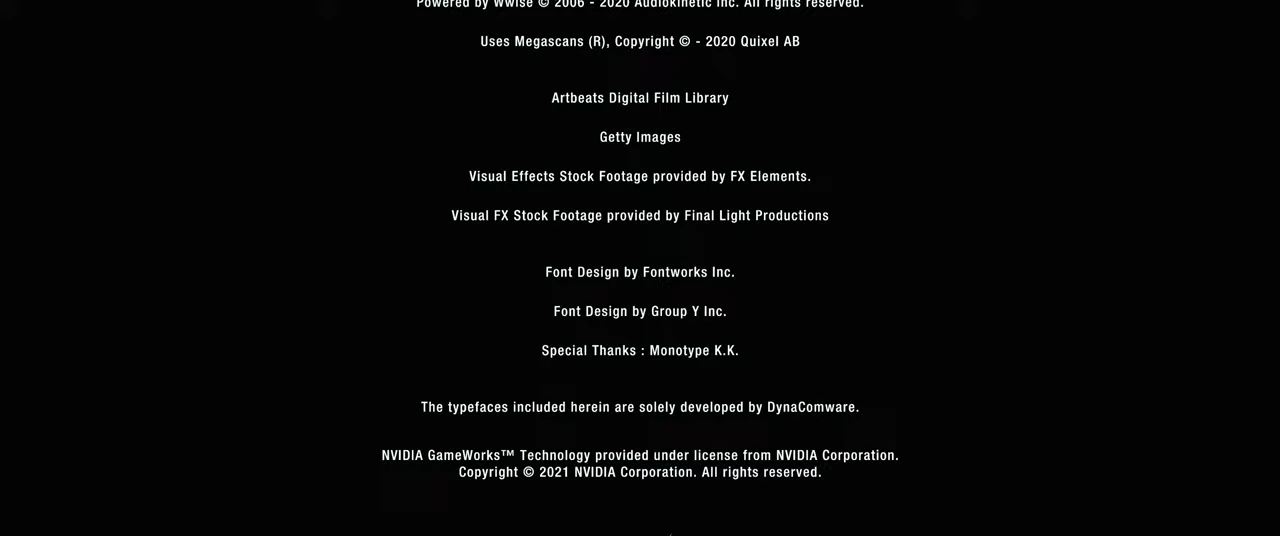 Powered by Wwise © 2006 - 2020 Audiokinetic Inc. All rights reserved.
Uses Megascans (R), Copyright © - 2020 Quixel AB
Artbeats Digital Film Library
Getty Images
Visual Effects Stock Footage provided by FX Elements.
Visual FX Stock Footage provided by Final Light Productions
Font Design by Fontworks Inc.
Font Design by Group Y Inc.
Special Thanks : Monotype K.K.
The typefaces included herein are solely developed by DynaComware.
NVIDIA GameWorks™ Technology provided under license from NVIDIA Corporation.
Copyright © 2021 NVIDIA Corporation. All rights reserved.